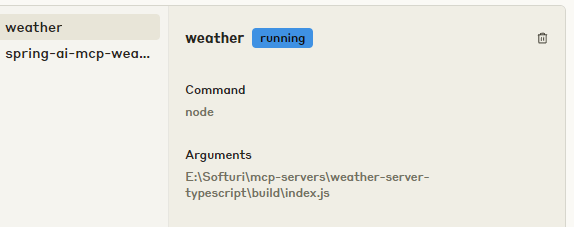 weather
spring-ai-mcp-wea...
weather running
Command
node
Arguments
E:\Softuri\mcp-servers\weather-server-
typescript\build\index.js